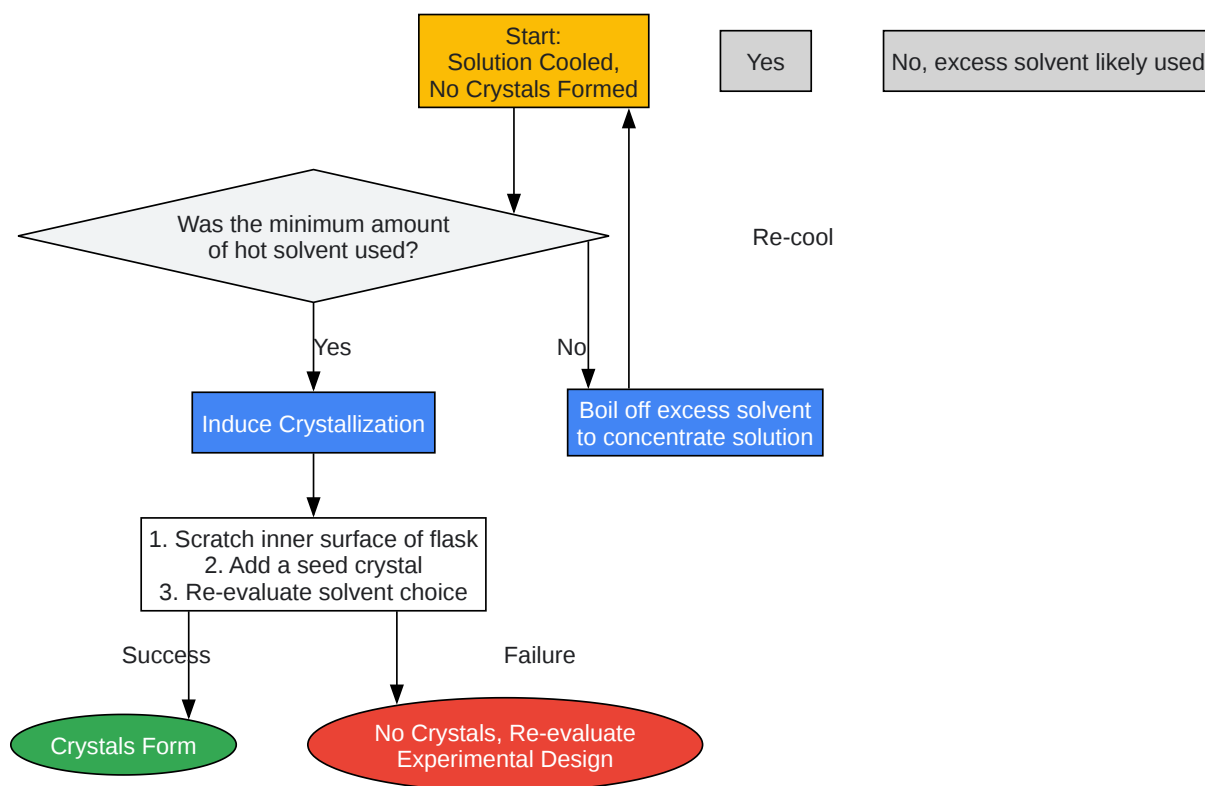 Start:
Solution Cooled,
No Crystals Formed
Yes
No, excess solvent likely used
Was the minimum amount
of hot solvent used?
Re-cool
Yes
No
Induce Crystallization
Boil off excess solvent
to concentrate solution
1. Scratch inner surface of flask
2. Add a seed crystal
3. Re-evaluate solvent choice
Success
Failure
Crystals Form
No Crystals, Re-evaluate
Experimental Design